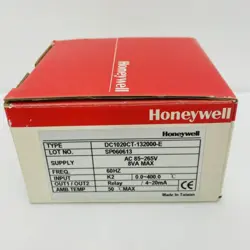 Honeywell
Honeywell
TYPE DC1020CT-132000-E
LOT NO. SP060613
SUPPLY AC 85~265V
8VA MAX
FREQ. 60HZ
INPUT K2 0.0~400.0 °C
OUT1 / OUT2 Relay / 4~20mA
I AMB.TEMP 50 °C MAX
Made In Taiwan